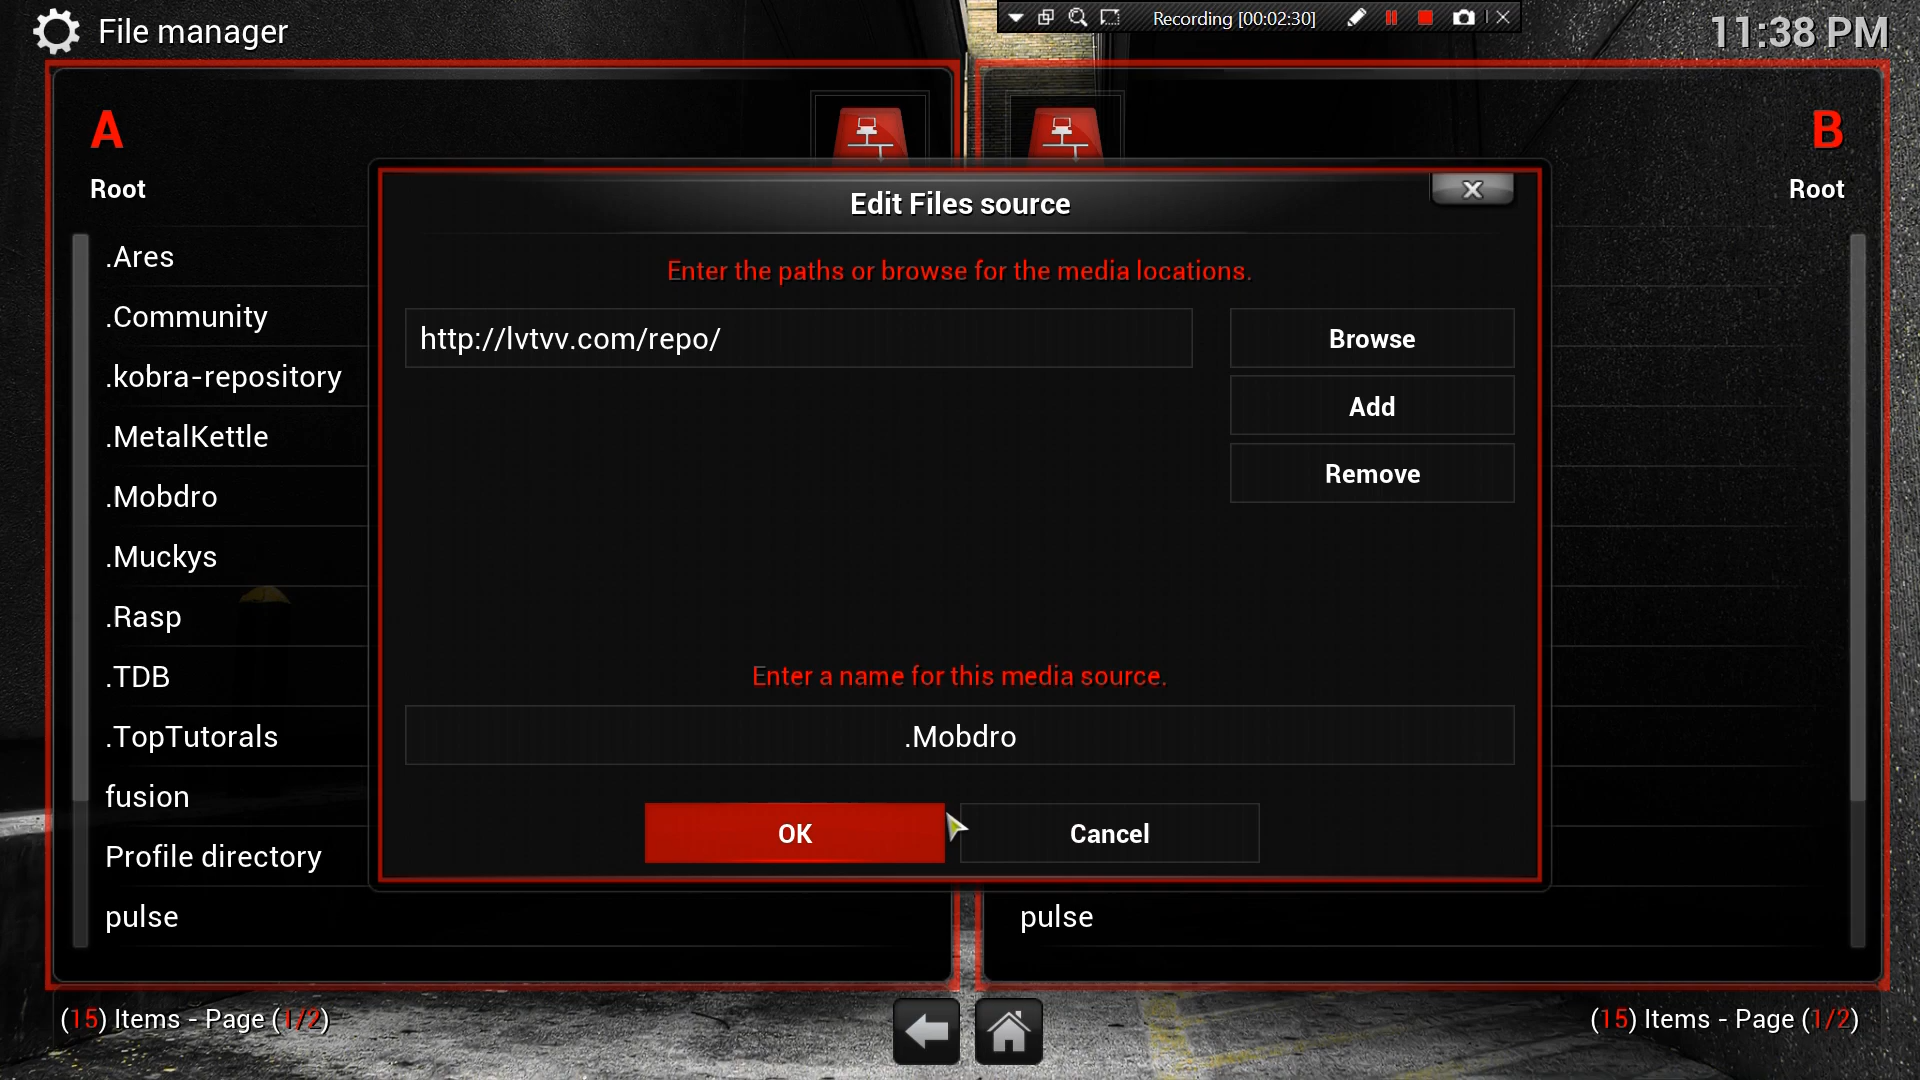 File manager
Recording [00:02:30]
11:38 PM
A
B
Root
Root
Edit Files source
X
Enter the paths or browse for the media locations.
http://lvtvv.com/repo/
Browse
Add
Remove
.Ares
.Community
.kobra-repository
.MetalKettle
.Mobdro
.Muckys
.Rasp
.TDB
.TopTutorals
fusion
Profile directory
pulse
Enter a name for this media source.
.Mobdro
OK
Cancel
pulse
(15) Items - Page (1/2)
(15) Items - Page (1/2)